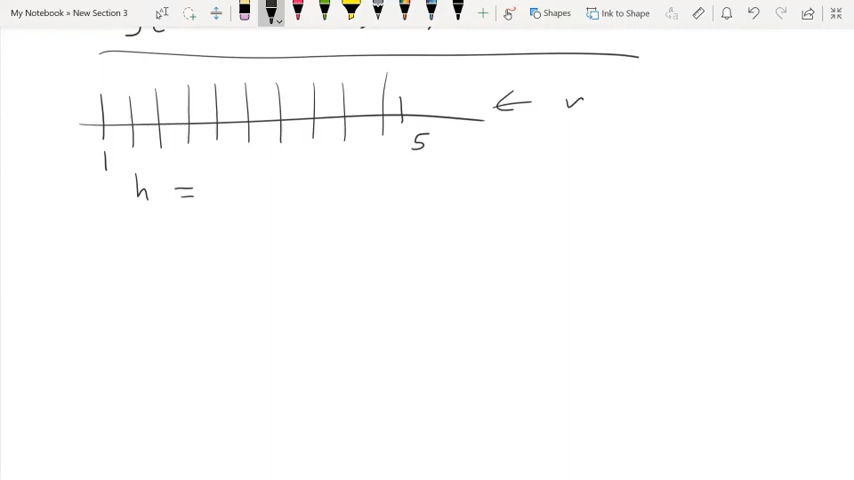 My Notebook » New Section 3
Shapes
Ink to Shape
← r
1
5
h =